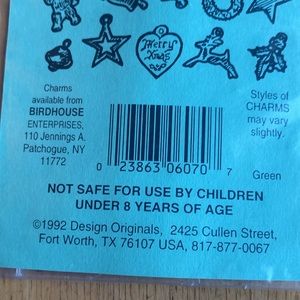 Merry
Xmas
Charms
available from
BIRDHOUSE
ENTERPRISES,
110 Jennings A.
Patchogue, NY
11772
Styles of
CHARMS
may vary
slightly.
0 23863 06070 7
Green
NOT SAFE FOR USE BY CHILDREN
UNDER 8 YEARS OF AGE
©1992 Design Originals, 2425 Cullen Street,
Fort Worth, TX 76107 USA, 817-877-0067